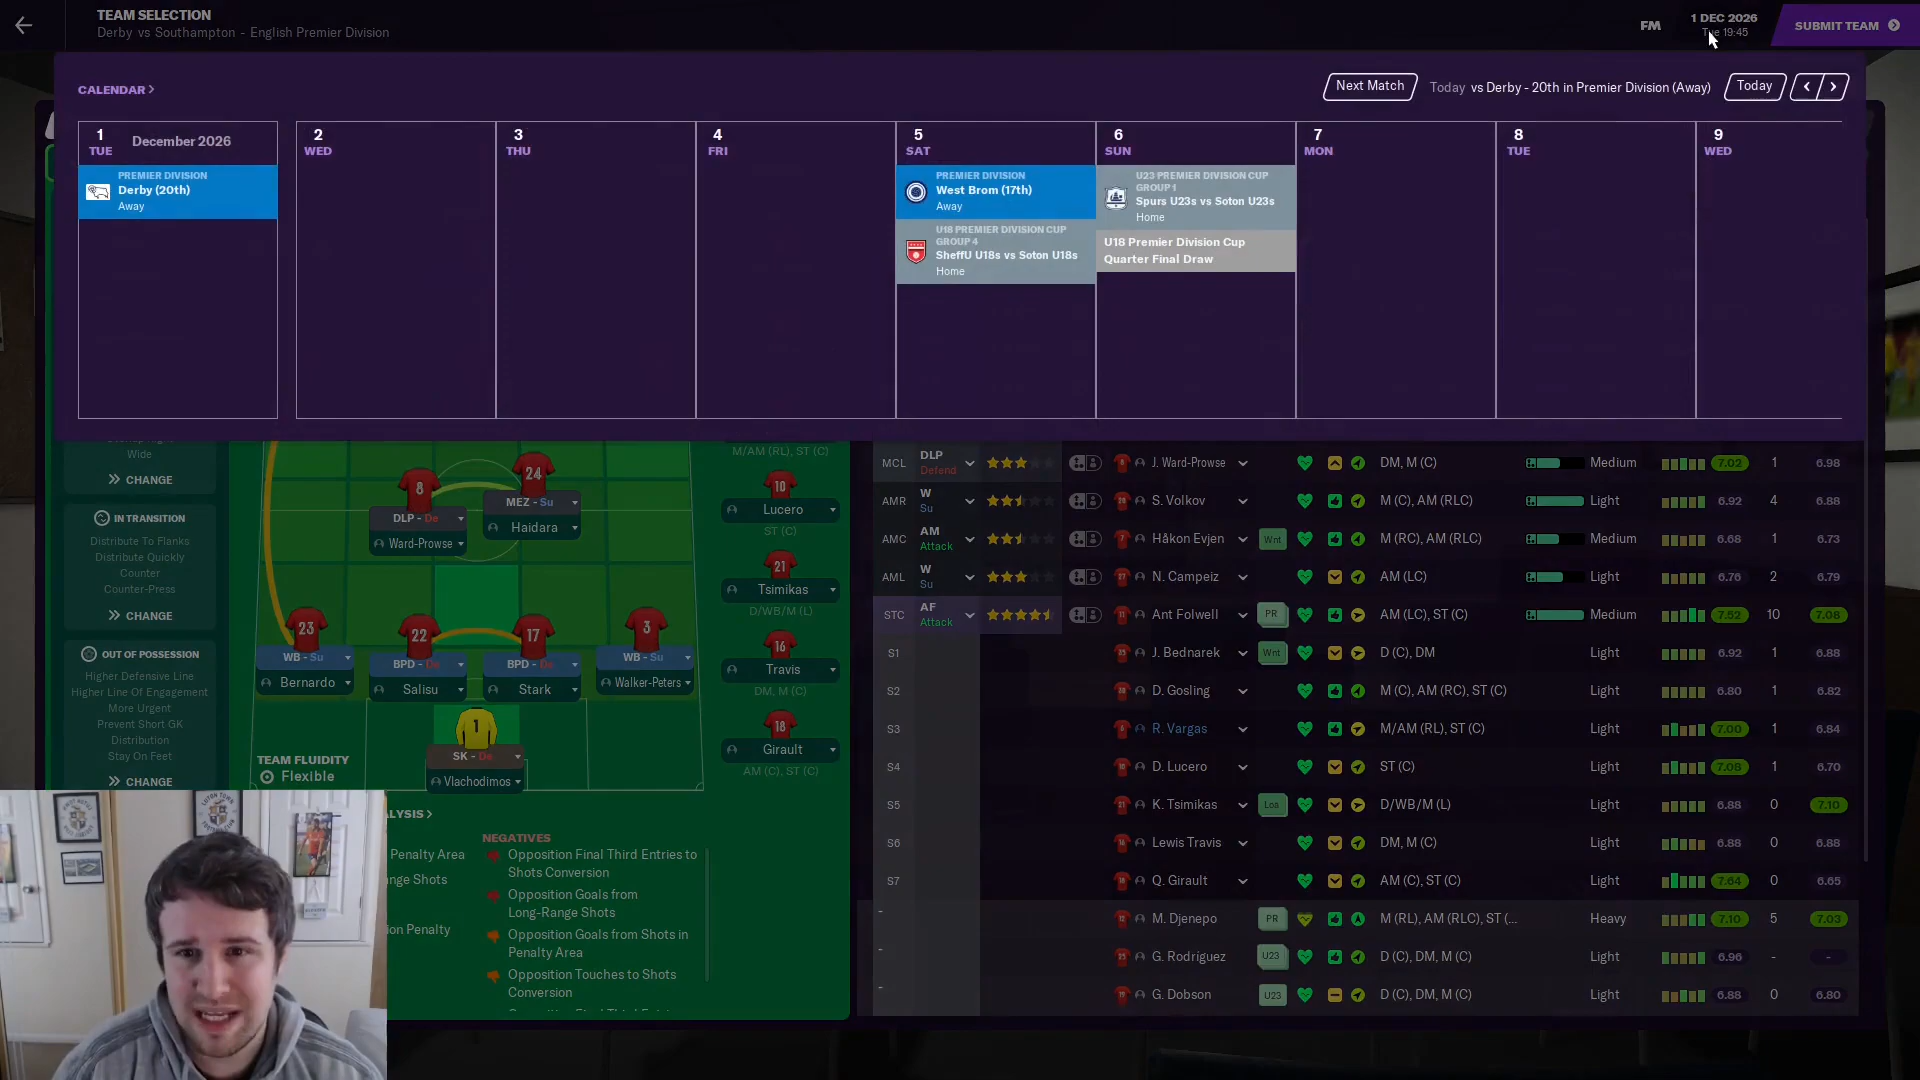 TEAM SELECTION
Derby vs Southampton - English Premier Division
FM
1 DEC 2026
Tue 19:45
SUBMIT TEAM
CALENDAR
Next Match
Today vs Derby - 20th in Premier Division (Away)
Today
1
TUE
December 2026
2
WED
3
THU
4
FRI
5
SAT
6
SUN
7
MON
8
TUE
9
WED
PREMIER DIVISION
Derby (20th)
Away
PREMIER DIVISION
West Brom (17th)
Away
U18 PREMIER DIVISION CUP
GROUP 4
SheffU U18s vs Soton U18s
Home
U23 PREMIER DIVISION CUP
GROUP 1
Spurs U23s vs Soton U23s
Home
U18 Premier Division Cup
Quarter Final Draw
Wide
CHANGE
IN TRANSITION
Distribute To Flanks
Distribute Quickly
Counter
Counter-Press
CHANGE
OUT OF POSSESSION
Higher Defensive Line
Higher Line Of Engagement
More Urgent
Prevent Short GK
Distribution
Stay On Feet
CHANGE
8
DLP - De
Ward-Prowse
24
MEZ - Su
Haidara
23
WB - Su
Bernardo
22
BPD - De
Salisu
17
BPD - De
Stark
3
WB - Su
Walker-Peters
1
SK - De
Vlachodimos
TEAM FLUIDITY
Flexible
M/AM (RL), ST (C)
10
Lucero
ST (C)
21
Tsimikas
D/WB/M (L)
16
Travis
DM, M (C)
18
Girault
AM (C), ST (C)
ALYSIS
Penalty Area
nge Shots
ion Penalty
NEGATIVES
Opposition Final Third Entries to
Shots Conversion
Opposition Goals from
Long-Range Shots
Opposition Goals from Shots in
Penalty Area
Opposition Touches to Shots
Conversion
MCL DLP Defend J. Ward-Prowse DM, M (C) Medium 7.02 1 6.98
AMR W Su S. Volkov M (C), AM (RLC) Light 6.92 4 6.88
AMC AM Attack Håkon Evjen Wnt M (RC), AM (RLC) Medium 6.68 1 6.73
AML W Su N. Campeiz AM (LC) Light 6.76 2 6.79
STC AF Attack Ant Folwell PR AM (LC), ST (C) Medium 7.52 10 7.08
S1 J. Bednarek Wnt D (C), DM Light 6.92 1 6.88
S2 D. Gosling M (C), AM (RC), ST (C) Light 6.80 1 6.82
S3 R. Vargas M/AM (RL), ST (C) Light 7.00 1 6.84
S4 D. Lucero ST (C) Light 7.08 1 6.70
S5 K. Tsimikas Loa D/WB/M (L) Light 6.88 0 7.10
S6 Lewis Travis DM, M (C) Light 6.88 0 6.88
S7 Q. Girault AM (C), ST (C) Light 7.64 0 6.65
- M. Djenepo PR M (RL), AM (RLC), ST (... Heavy 7.10 5 7.03
- G. Rodríguez U23 D (C), DM, M (C) Light 6.96 - -
- G. Dobson U23 D (C), DM, M (C) Light 6.88 0 6.80